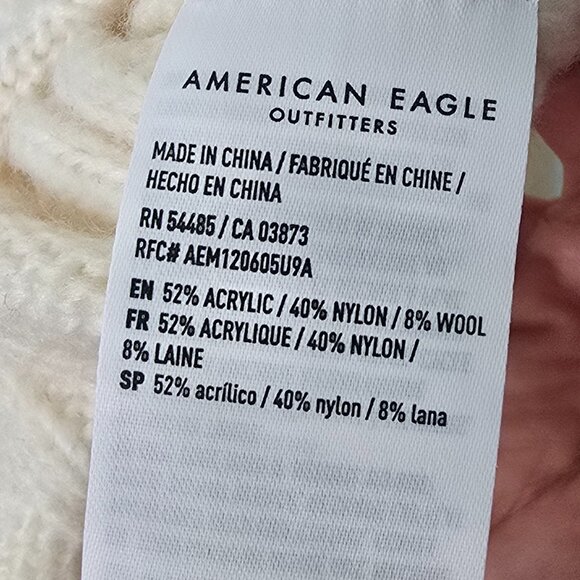 AMERICAN EAGLE
OUTFITTERS
MADE IN CHINA / FABRIQUÉ EN CHINE /
HECHO EN CHINA
RN 54485 / CA 03873
RFC# AEM120605U9A
EN 52% ACRYLIC / 40% NYLON / 8% WOOL
FR 52% ACRYLIQUE / 40% NYLON /
8% LAINE
SP 52% acrílico / 40% nylon / 8% lana